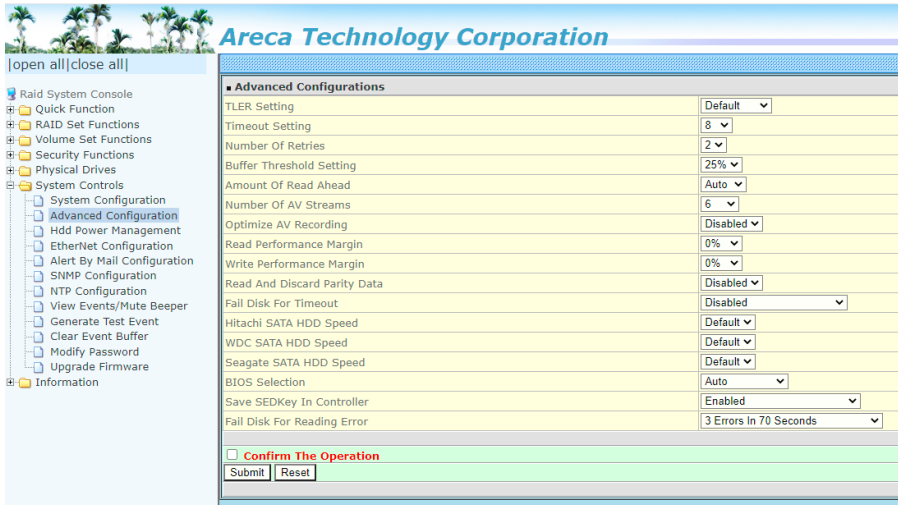 Areca Technology Corporation
|open all|close all|
Raid System Console
Quick Function
RAID Set Functions
Volume Set Functions
Security Functions
Physical Drives
System Controls
System Configuration
Advanced Configuration
Hdd Power Management
EtherNet Configuration
Alert By Mail Configuration
SNMP Configuration
NTP Configuration
View Events/Mute Beeper
Generate Test Event
Clear Event Buffer
Modify Password
Upgrade Firmware
Information
Advanced Configurations
TLER Setting Default
Timeout Setting 8
Number Of Retries 2
Buffer Threshold Setting 25%
Amount Of Read Ahead Auto
Number Of AV Streams 6
Optimize AV Recording Disabled
Read Performance Margin 0%
Write Performance Margin 0%
Read And Discard Parity Data Disabled
Fail Disk For Timeout Disabled
Hitachi SATA HDD Speed Default
WDC SATA HDD Speed Default
Seagate SATA HDD Speed Default
BIOS Selection Auto
Save SEDKey In Controller Enabled
Fail Disk For Reading Error 3 Errors In 70 Seconds
Confirm The Operation
Submit Reset